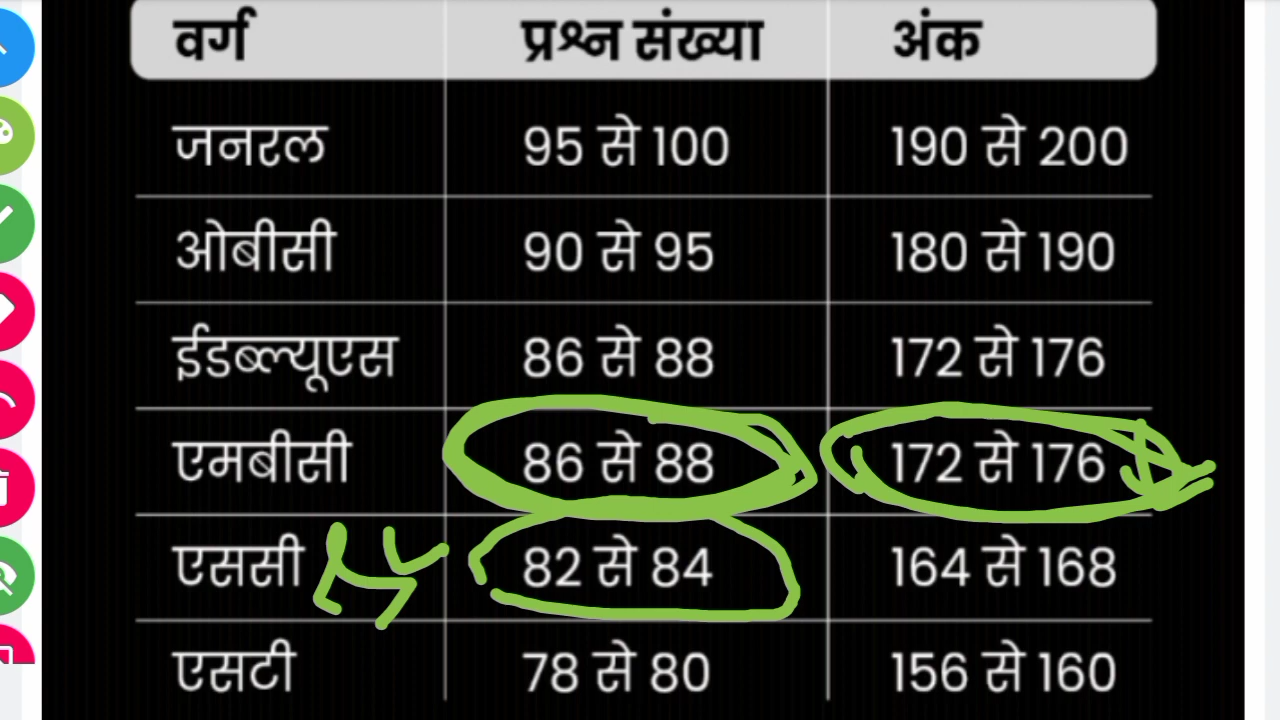 वर्ग प्रश्न संख्या अंक
जनरल 95 से 100 190 से 200
ओबीसी 90 से 95 180 से 190
ईडब्ल्यूएस 86 से 88 172 से 176
एमबीसी 86 से 88 172 से 176
एससी 82 से 84 164 से 168
एसटी 78 से 80 156 से 160